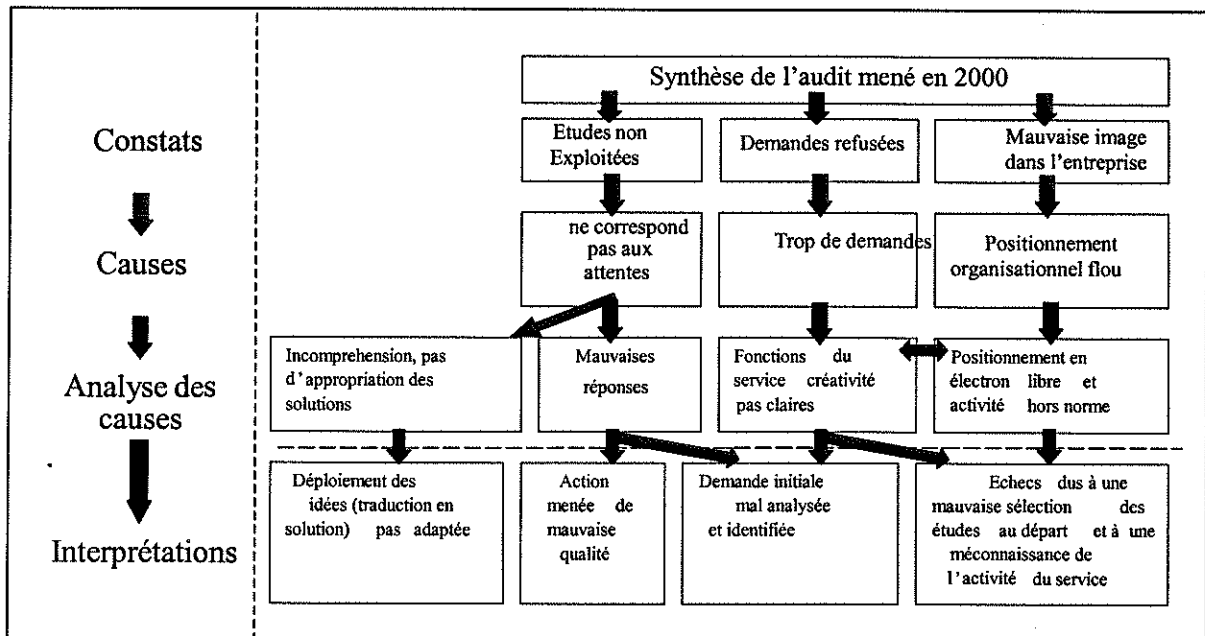 Synthèse de l'audit mené en 2000
Constats
Etudes non
Exploitées
Demandes refusées
Mauvaise image
dans l'entreprise
Causes
ne correspond
pas aux
attentes
Trop de demandes
Positionnement
organisationnel flou
Analyse des
causes
Incomprehension, pas
d'appropriation des
solutions
Mauvaises
réponses
Fonctions du
service créativité
pas claires
Positionnement en
électron libre et
activité hors norme
Interprétations
Déploiement des
idées (traduction en
solution) pas adaptée
Action
menée de
mauvaise
qualité
Demande initiale
mal analysée
et identifiée
Echecs dus à une
mauvaise sélection des
études au départ et à une
méconnaissance de
l'activité du service